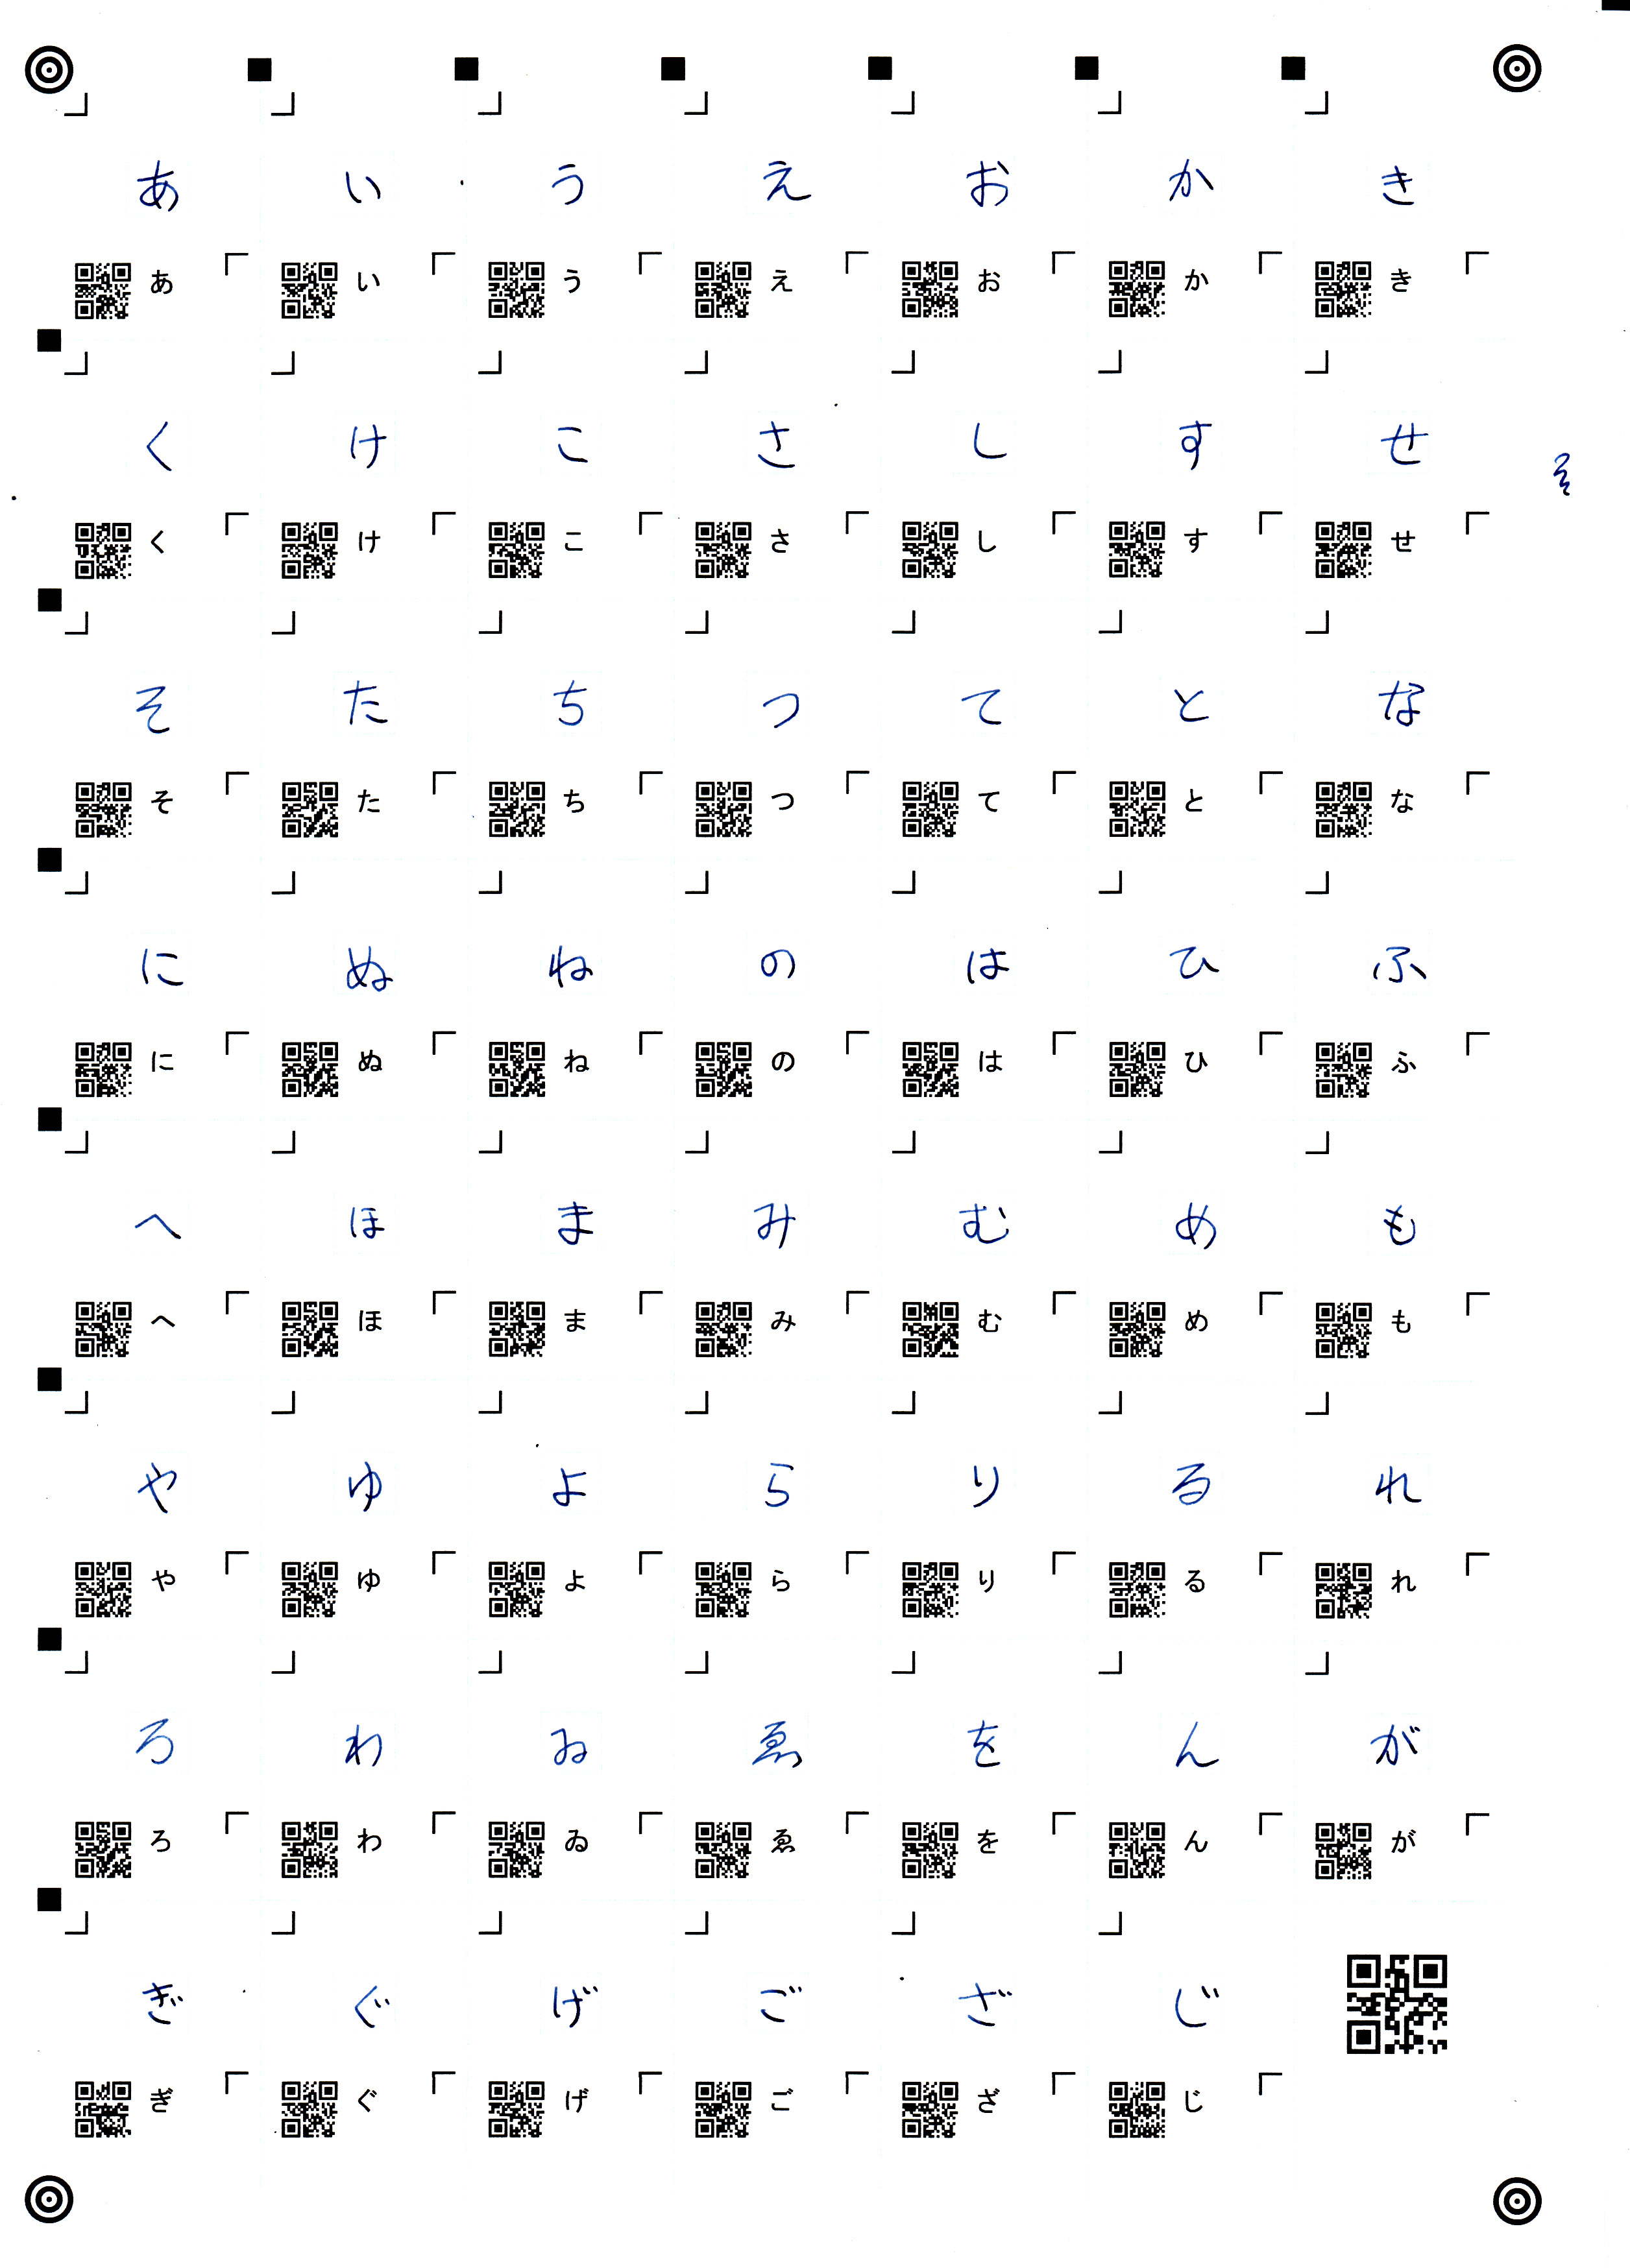 あ い う え お か き
あ い う え お か き
く け こ さ し す せ
く け こ さ し す せ
そ た ち つ て と な
そ た ち つ て と な
に ぬ ね の は ひ ふ
に ぬ ね の は ひ ふ
へ ほ ま み む め も
へ ほ ま み む め も
や ゆ よ ら り る れ
や ゆ よ ら り る れ
ろ わ ゐ ゑ を ん が
ろ わ ゐ ゑ を ん が
ぎ ぐ げ ご ざ じ
ぎ ぐ げ ご ざ じ